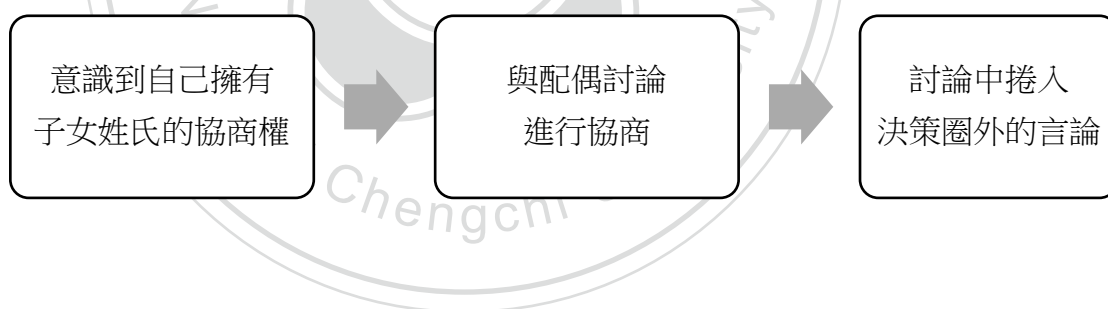 意識到自己擁有
子女姓氏的協商權
與配偶討論
進行協商
討論中捲入
決策圈外的言論
Chengchi